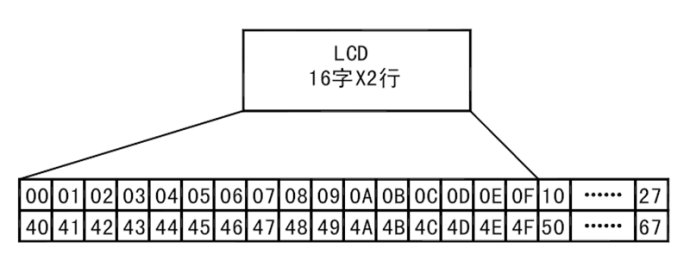 LCD
16字X2行
00 01 02 03 04 05 06 07 08 09 0A 0B 0C 0D 0E 0F 10 …… 27
40 41 42 43 44 45 46 47 48 49 4A 4B 4C 4D 4E 4F 50 …… 67